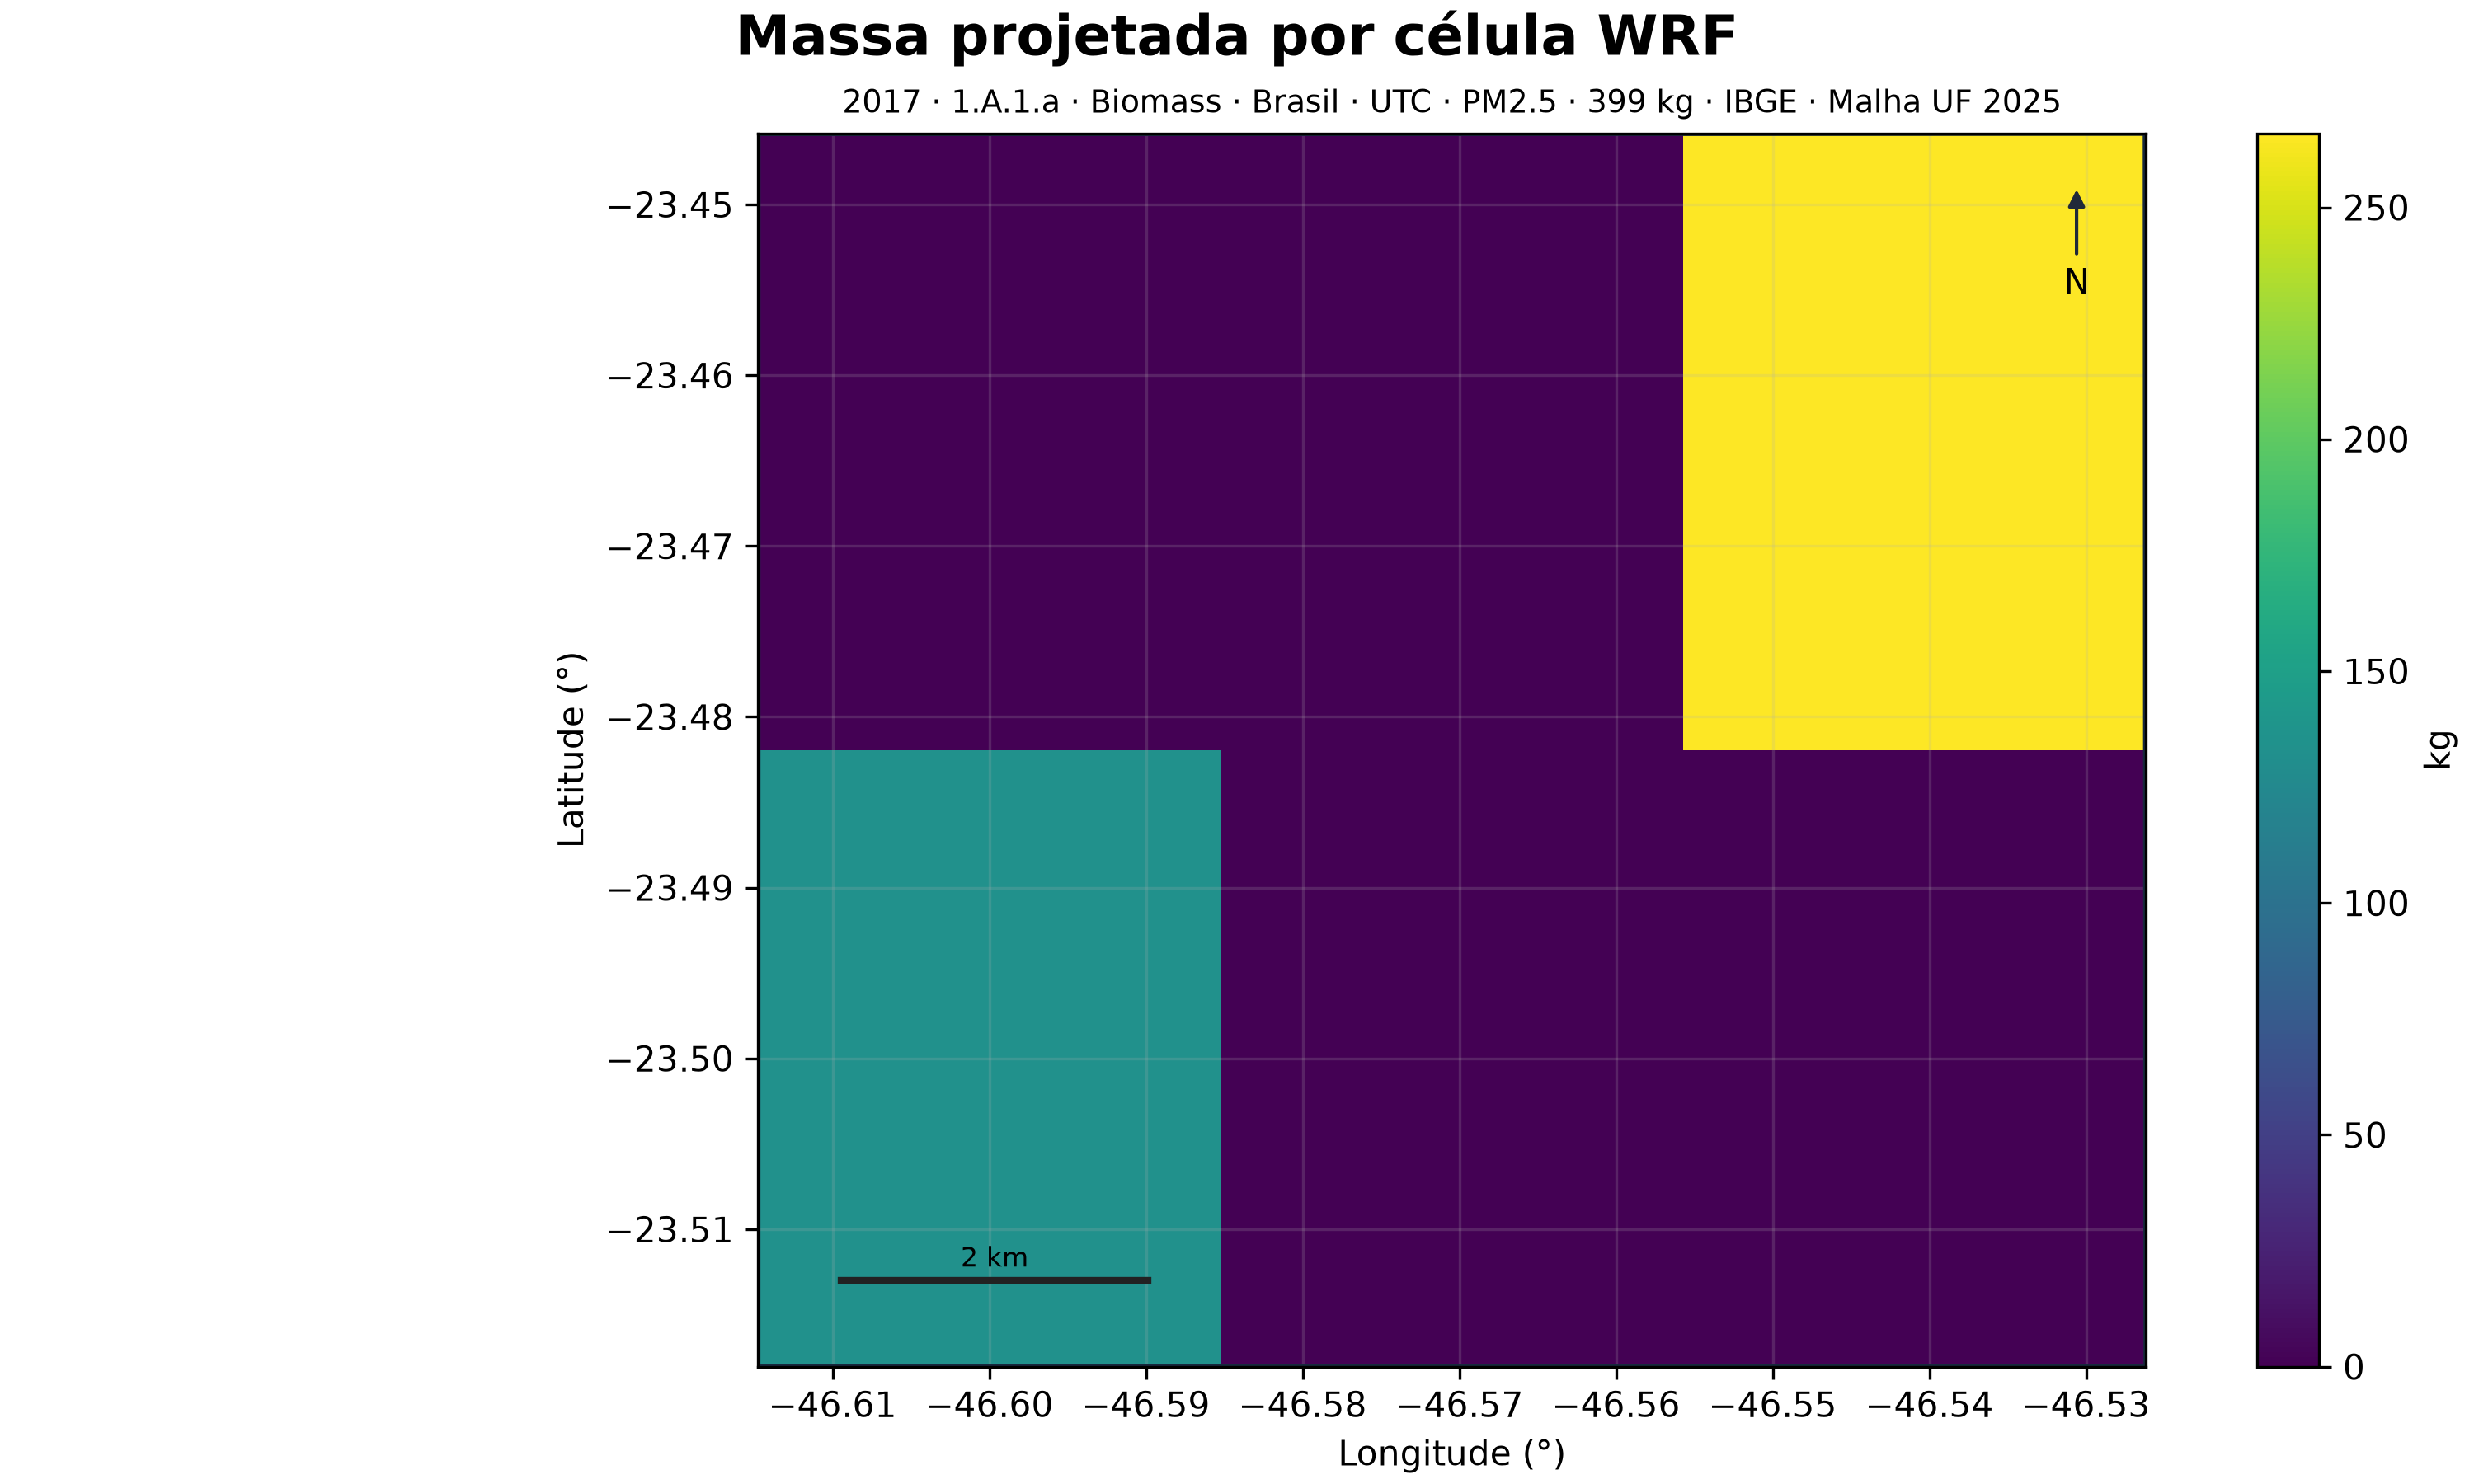 Massa projetada por célula WRF
2017 · 1.A.1.a · Biomass · Brasil · UTC · PM2.5 · 399 kg · IBGE · Malha UF 2025
−23.45
−23.46
−23.47
−23.48
−23.49
−23.50
−23.51
Latitude (°)
N
2 km
−46.61 −46.60 −46.59 −46.58 −46.57 −46.56 −46.55 −46.54 −46.53
Longitude (°)
250
200
150
100
50
0
kg